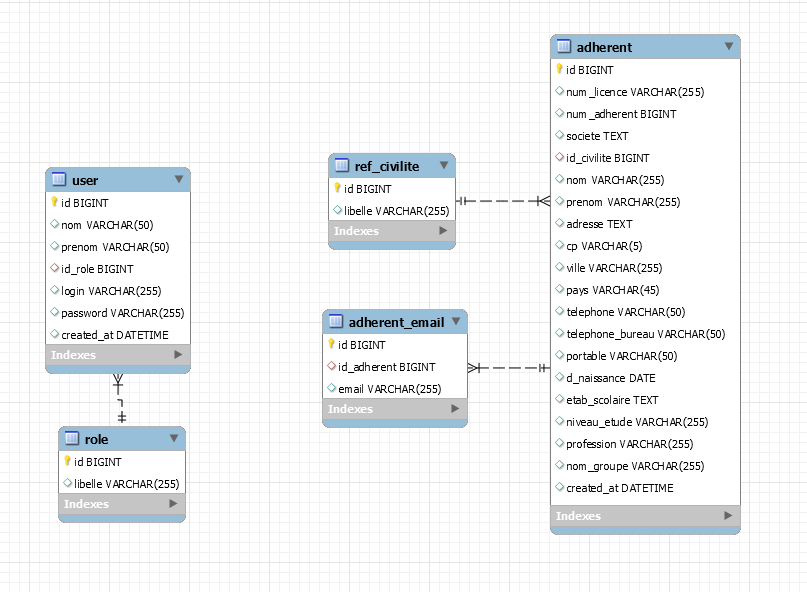 user
id BIGINT
nom VARCHAR(50)
prenom VARCHAR(50)
id_role BIGINT
login VARCHAR(255)
password VARCHAR(255)
created_at DATETIME
Indexes
role
id BIGINT
libelle VARCHAR(255)
Indexes
ref_civilite
id BIGINT
libelle VARCHAR(255)
Indexes
adherent_email
id BIGINT
id_adherent BIGINT
email VARCHAR(255)
Indexes
adherent
id BIGINT
num_licence VARCHAR(255)
num_adherent BIGINT
societe TEXT
id_civilite BIGINT
nom VARCHAR(255)
prenom VARCHAR(255)
adresse TEXT
cp VARCHAR(5)
ville VARCHAR(255)
pays VARCHAR(45)
telephone VARCHAR(50)
telephone_bureau VARCHAR(50)
portable VARCHAR(50)
d_naissance DATE
etab_scolaire TEXT
niveau_etude VARCHAR(255)
profession VARCHAR(255)
nom_groupe VARCHAR(255)
created_at DATETIME
Indexes